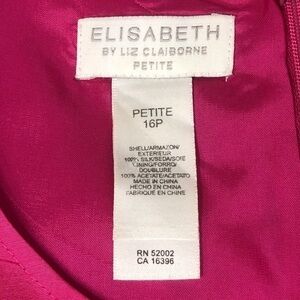 ELISABETH
BY LIZ CLAIBORNE
PETITE
PETITE
16P
SHELL/ARMAZON/
EXTERIEUR
100% SILK/SEDA/SOIE
LINING/FORRO/
DOUBLURE
100% ACETATE/ACETATO
MADE IN CHINA
HECHO EN CHINA
FABRIQUÉ EN CHINE
RN 52002
CA 16396